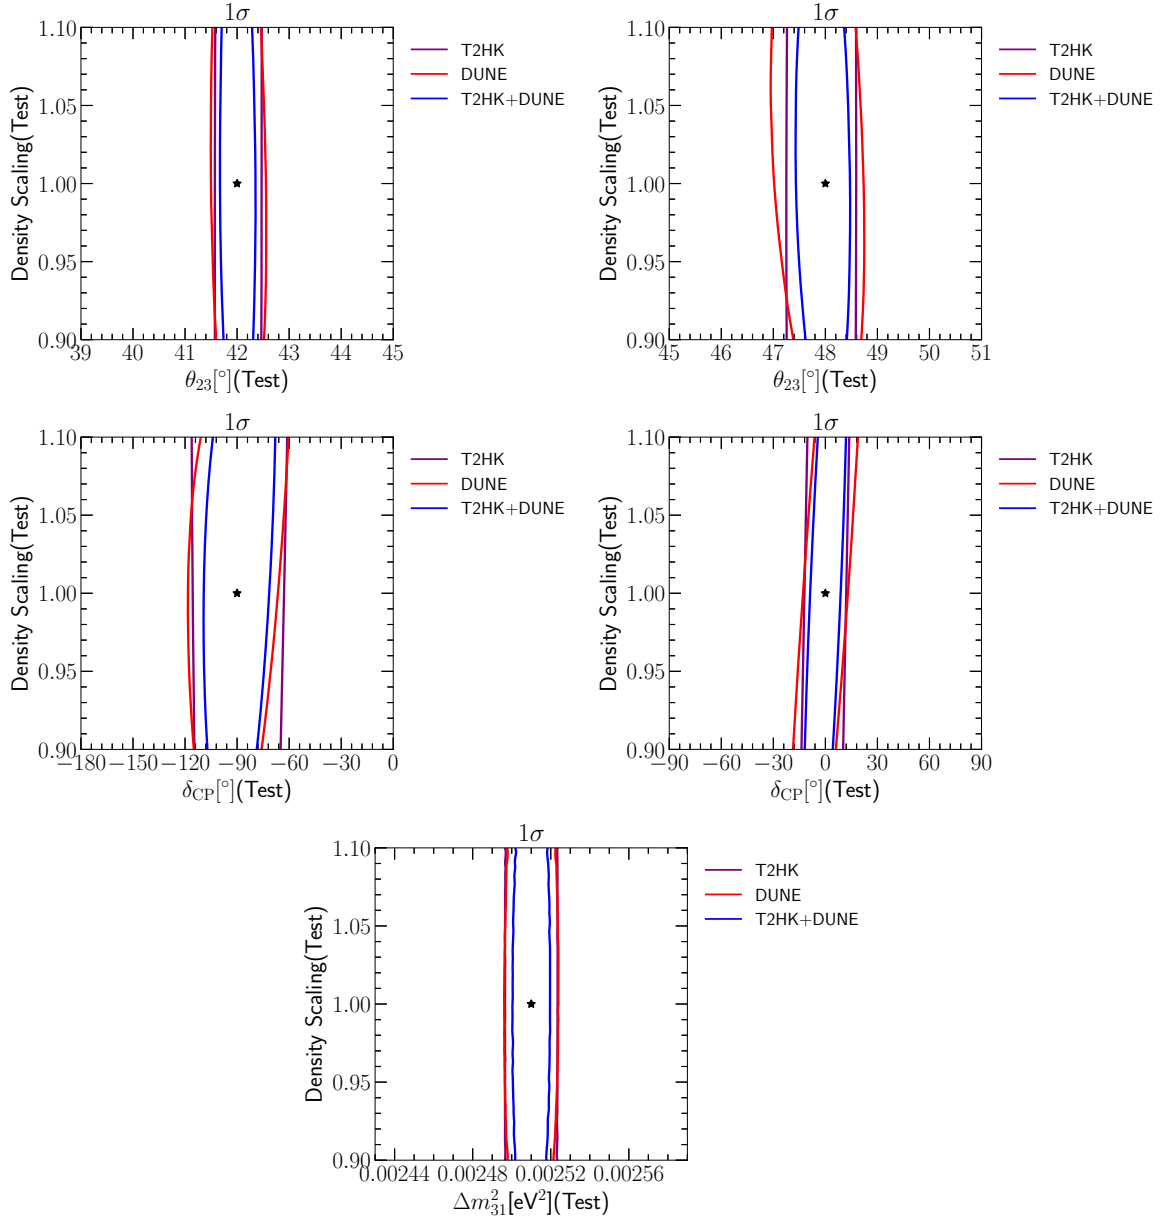 1σ
1.10
1.05
1.00
0.95
0.90
Density Scaling(Test)
39 40 41 42 43 44 45
θ23[°](Test)
T2HK
DUNE
T2HK+DUNE
1σ
1.10
1.05
1.00
0.95
0.90
Density Scaling(Test)
45 46 47 48 49 50 51
θ23[°](Test)
T2HK
DUNE
T2HK+DUNE
1σ
1.10
1.05
1.00
0.95
0.90
Density Scaling(Test)
−180 −150 −120 −90 −60 −30 0
δCP[°](Test)
T2HK
DUNE
T2HK+DUNE
1σ
1.10
1.05
1.00
0.95
0.90
Density Scaling(Test)
−90 −60 −30 0 30 60 90
δCP[°](Test)
T2HK
DUNE
T2HK+DUNE
1σ
1.10
1.05
1.00
0.95
0.90
Density Scaling(Test)
0.00244 0.00248 0.00252 0.00256
Δm²31[eV²](Test)
T2HK
DUNE
T2HK+DUNE